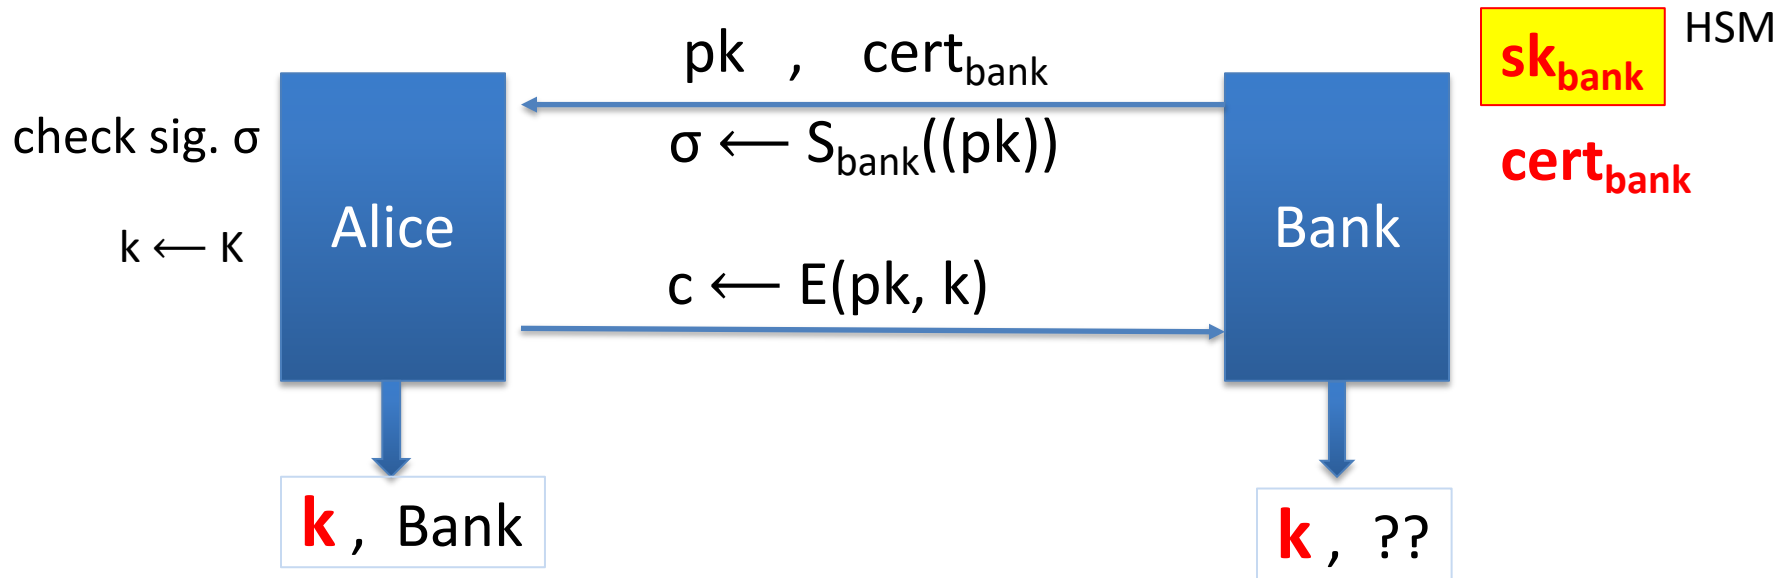 HSM
sk_bank
pk , cert_bank
check sig. σ
σ ⟵ S_bank((pk))
cert_bank
Alice
Bank
k ⟵ K
c ⟵ E(pk, k)
k , Bank
k , ??